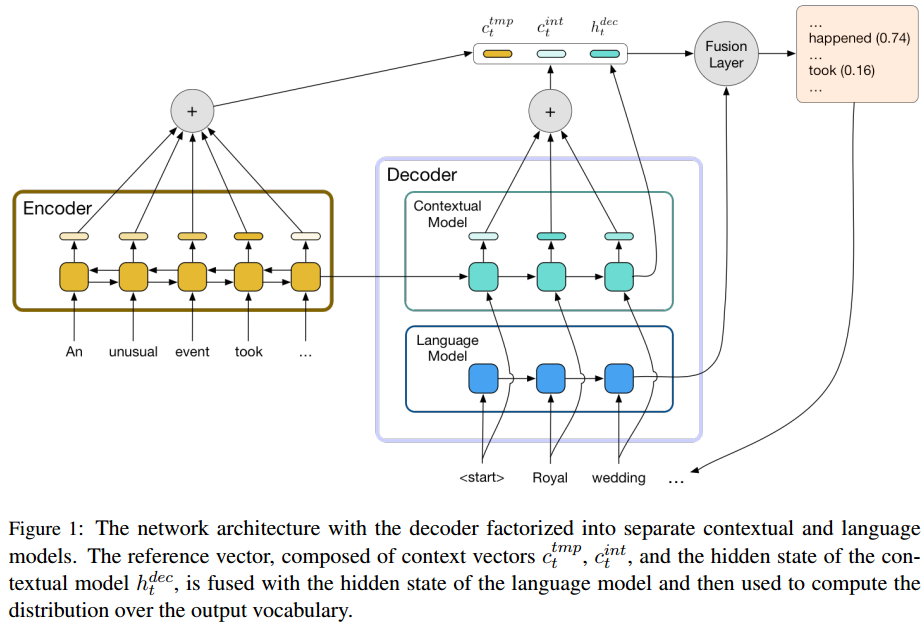 c_t^{tmp} c_t^{int} h_t^{dec}
Fusion
Layer
...
happened (0.74)
...
took (0.16)
...
+
+
Encoder
Decoder
Contextual
Model
Language
Model
An unusual event took ...
<start> Royal wedding ...
Figure 1: The network architecture with the decoder factorized into separate contextual and language
models. The reference vector, composed of context vectors c_t^{tmp}, c_t^{int}, and the hidden state of the con-
textual model h_t^{dec}, is fused with the hidden state of the language model and then used to compute the
distribution over the output vocabulary.